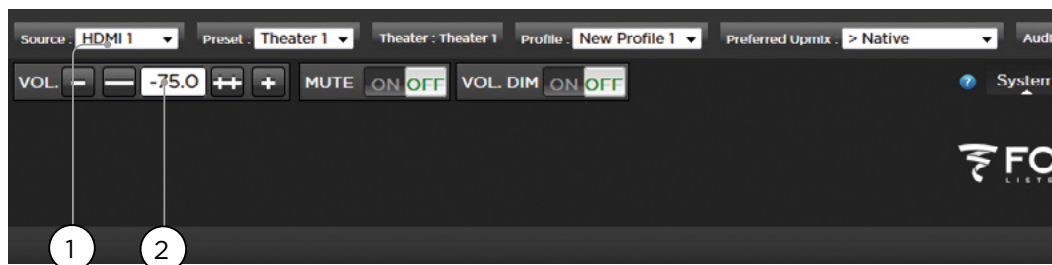 Source : HDMI 1 Preset : Theater 1 Theater : Theater 1 Profile : New Profile 1 Preferred Upmix : > Native
VOL. - — -75.0 ++ + MUTE ON OFF VOL. DIM ON OFF ? System
1 2